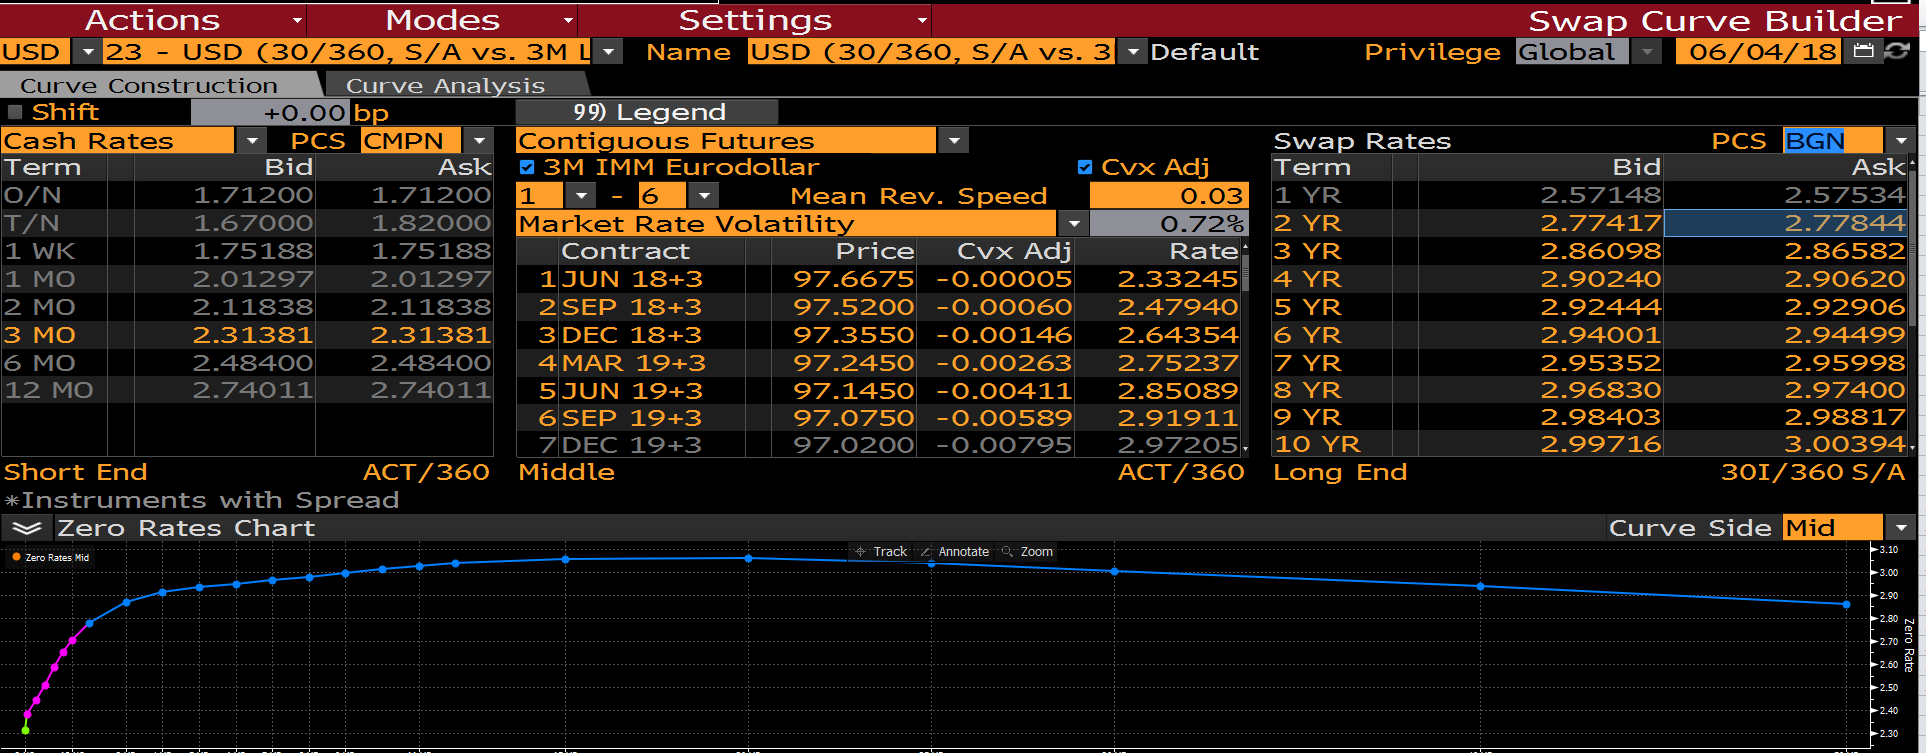 Actions Modes Settings Swap Curve Builder
USD 23 - USD (30/360, S/A vs. 3M L Name USD (30/360, S/A vs. 3 Default Privilege Global 06/04/18
Curve Construction Curve Analysis
Shift +0.00 bp 99) Legend
Cash Rates PCS CMPN Contiguous Futures Swap Rates PCS BGN
Term Bid Ask 3M IMM Eurodollar Cvx Adj Term Bid Ask
O/N 1.71200 1.71200 1 - 6 Mean Rev. Speed 0.03 1 YR 2.57148 2.57534
T/N 1.67000 1.82000 Market Rate Volatility 0.72% 2 YR 2.77417 2.77844
1 WK 1.75188 1.75188 Contract Price Cvx Adj Rate 3 YR 2.86098 2.86582
1 MO 2.01297 2.01297 1 JUN 18+3 97.6675 -0.00005 2.33245 4 YR 2.90240 2.90620
2 MO 2.11838 2.11838 2 SEP 18+3 97.5200 -0.00060 2.47940 5 YR 2.92444 2.92906
3 MO 2.31381 2.31381 3 DEC 18+3 97.3550 -0.00146 2.64354 6 YR 2.94001 2.94499
6 MO 2.48400 2.48400 4 MAR 19+3 97.2450 -0.00263 2.75237 7 YR 2.95352 2.95998
12 MO 2.74011 2.74011 5 JUN 19+3 97.1450 -0.00411 2.85089 8 YR 2.96830 2.97400
6 SEP 19+3 97.0750 -0.00589 2.91911 9 YR 2.98403 2.98817
7 DEC 19+3 97.0200 -0.00795 2.97205 10 YR 2.99716 3.00394
Short End ACT/360 Middle ACT/360 Long End 30I/360 S/A
*Instruments with Spread
Zero Rates Chart Curve Side Mid
Zero Rates Mid Track Annotate Zoom
3.10
3.00
2.90
2.80
2.70
2.60
2.50
2.40
2.30
Zero Rate